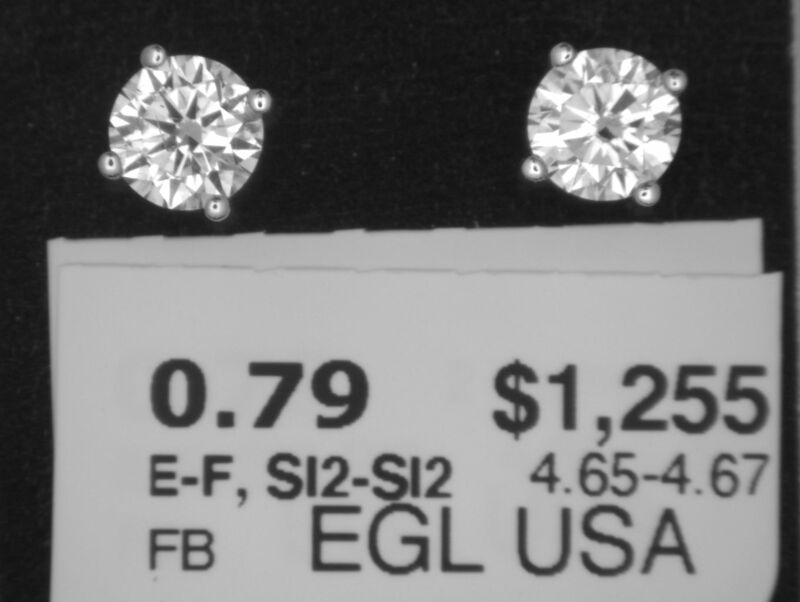 0.79 $1,255
E-F, SI2-SI2 4.65-4.67
FB EGL USA